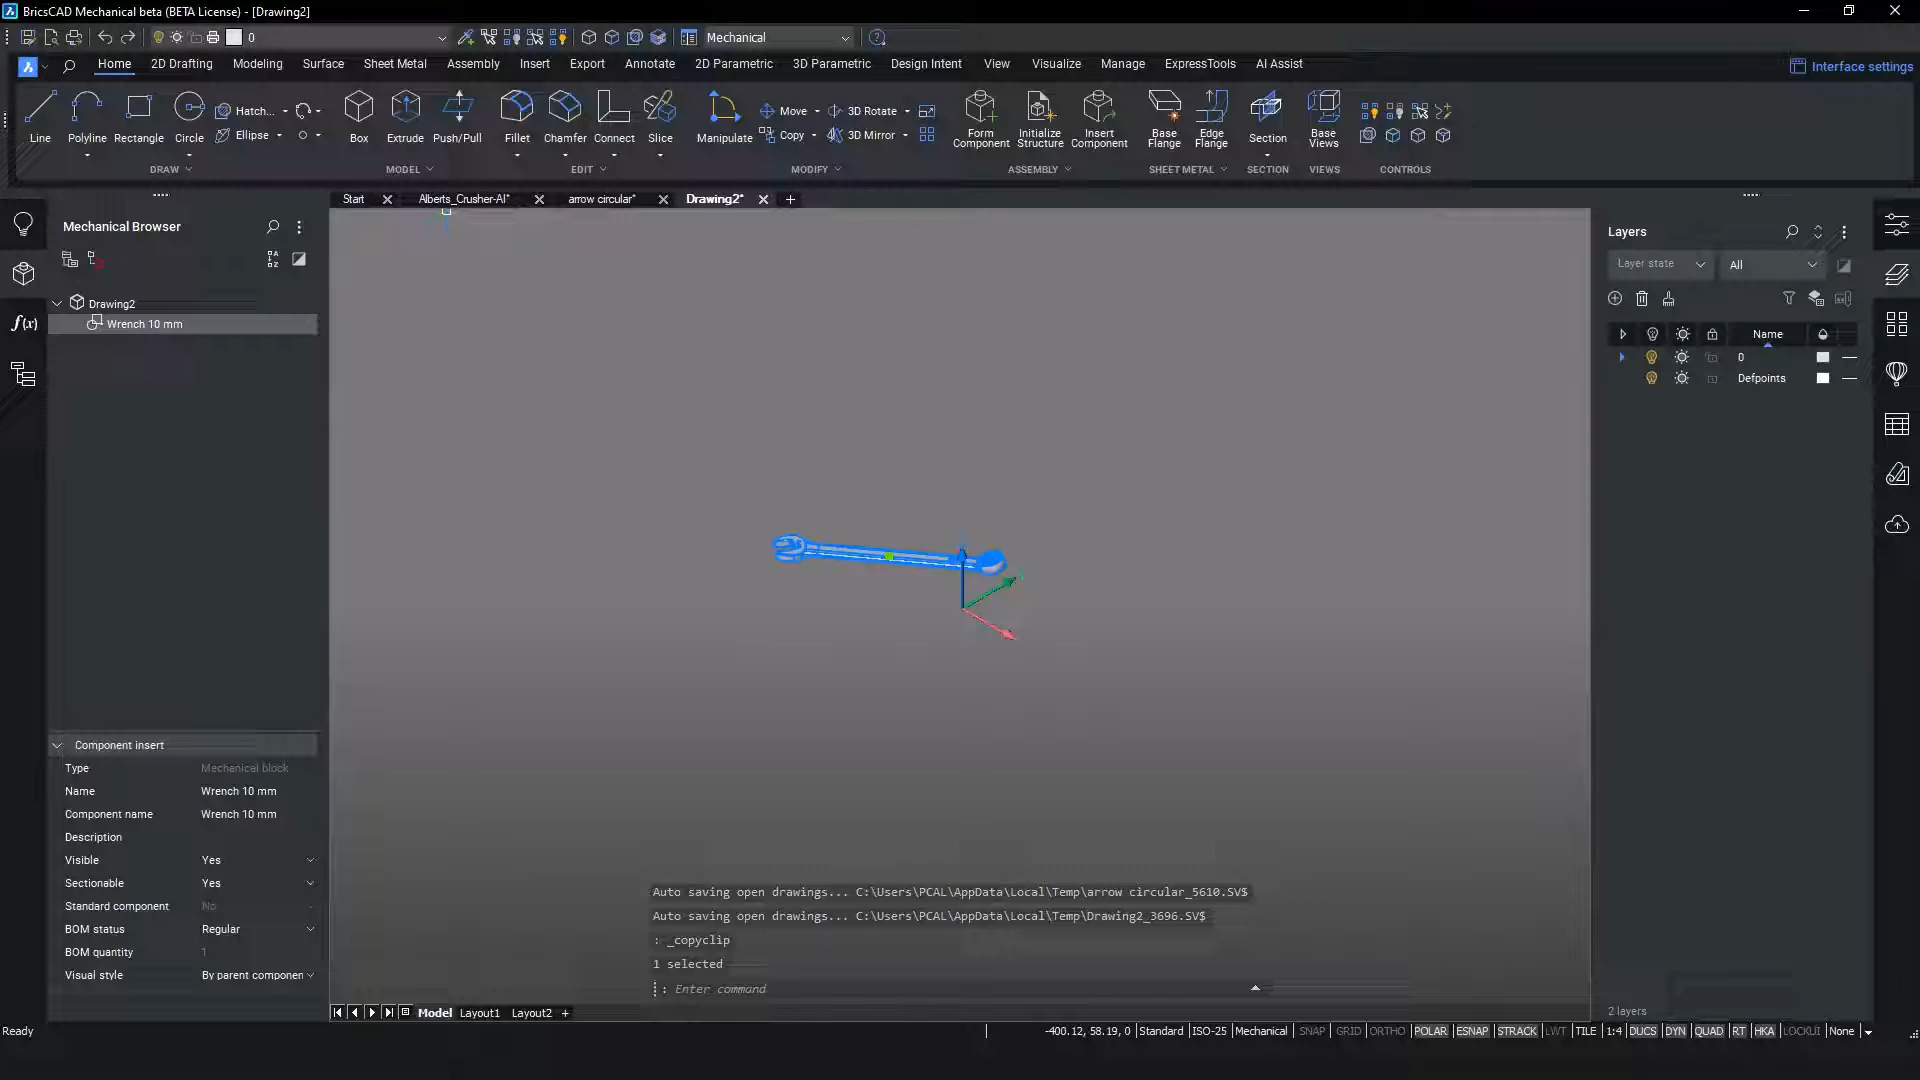 BricsCAD Mechanical beta (BETA License) - [Drawing2]
0
Mechanical
Home 2D Drafting Modeling Surface Sheet Metal Assembly Insert Export Annotate 2D Parametric 3D Parametric Design Intent View Visualize Manage ExpressTools AI Assist
Interface settings
Hatch... Move 3D Rotate
Ellipse Copy 3D Mirror
Line Polyline Rectangle Circle Box Extrude Push/Pull Fillet Chamfer Connect Slice Manipulate
Form Component Initialize Structure Insert Component Base Flange Edge Flange Section Base Views
DRAW MODEL EDIT MODIFY ASSEMBLY SHEET METAL SECTION VIEWS CONTROLS
Start Alberts_Crusher-AI* arrow circular* Drawing2* +
Mechanical Browser
Drawing2
Wrench 10 mm
Component insert
Type Mechanical block
Name Wrench 10 mm
Component name Wrench 10 mm
Description
Visible Yes
Sectionable Yes
Standard component No
BOM status Regular
BOM quantity 1
Visual style By parent componen
f(x)
Auto saving open drawings... C:\Users\PCAL\AppData\Local\Temp\arrow circular_5610.SV$
Auto saving open drawings... C:\Users\PCAL\AppData\Local\Temp\Drawing2_3696.SV$
: _copyclip
1 selected
: Enter command
Model Layout1 Layout2 +
Layers
Layer state All
Name
0
Defpoints
2 layers
Ready
-400.12, 58.19, 0 Standard ISO-25 Mechanical SNAP GRID ORTHO POLAR ESNAP STRACK LWT TILE 1:4 DUCS DYN QUAD RT HKA LOCKUI None